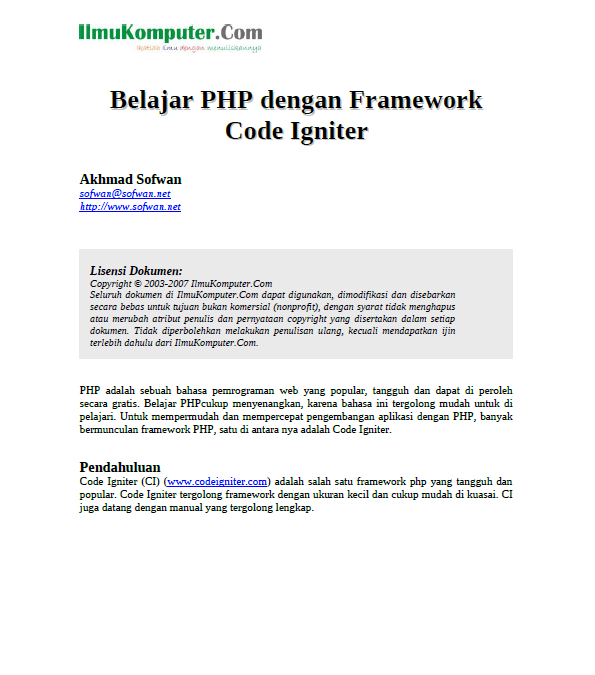 IlmuKomputer.Com
Ikatlah ilmu dengan menuliskannya
Belajar PHP dengan Framework
Code Igniter
Akhmad Sofwan
sofwan@sofwan.net
http://www.sofwan.net
Lisensi Dokumen:
Copyright © 2003-2007 IlmuKomputer.Com
Seluruh dokumen di IlmuKomputer.Com dapat digunakan, dimodifikasi dan disebarkan
secara bebas untuk tujuan bukan komersial (nonprofit), dengan syarat tidak menghapus
atau merubah atribut penulis dan pernyataan copyright yang disertakan dalam setiap
dokumen. Tidak diperbolehkan melakukan penulisan ulang, kecuali mendapatkan ijin
terlebih dahulu dari IlmuKomputer.Com.
PHP adalah sebuah bahasa pemrograman web yang popular, tangguh dan dapat di peroleh
secara gratis. Belajar PHPcukup menyenangkan, karena bahasa ini tergolong mudah untuk di
pelajari. Untuk mempermudah dan mempercepat pengembangan aplikasi dengan PHP, banyak
bermunculan framework PHP, satu di antara nya adalah Code Igniter.
Pendahuluan
Code Igniter (CI) (www.codeigniter.com) adalah salah satu framework php yang tangguh dan
popular. Code Igniter tergolong framework dengan ukuran kecil dan cukup mudah di kuasai. CI
juga datang dengan manual yang tergolong lengkap.